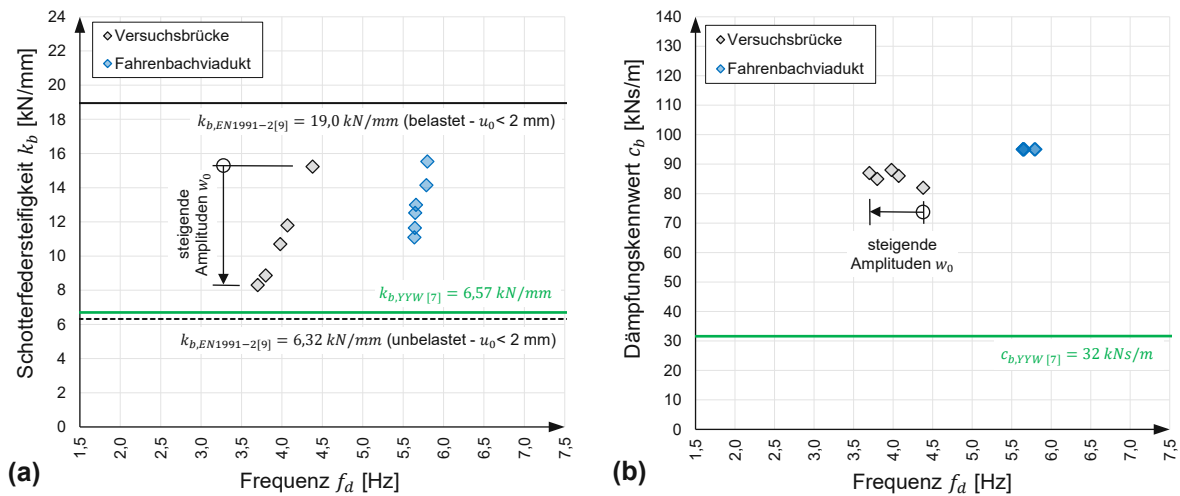 Schotterfedersteifigkeit k_b [kN/mm]
24
22
20
18
16
14
12
10
8
6
4
2
0
Versuchsbrücke
Fahrenbachviadukt
k_{b,EN1991−2[9]} = 19,0 kN/mm (belastet - u_0< 2 mm)
steigende
Amplituden w_0
k_{b,YYW [7]} = 6,57 kN/mm
k_{b,EN1991−2[9]} = 6,32 kN/mm (unbelastet - u_0< 2 mm)
1,5 2,0 2,5 3,0 3,5 4,0 4,5 5,0 5,5 6,0 6,5 7,0 7,5
Frequenz f_d [Hz]
(a)
Dämpfungskennwert c_b [kNs/m]
140
130
120
110
100
90
80
70
60
50
40
30
20
10
0
Versuchsbrücke
Fahrenbachviadukt
steigende
Amplituden w_0
c_{b,YYW [7]} = 32 kNs/m
1,5 2,0 2,5 3,0 3,5 4,0 4,5 5,0 5,5 6,0 6,5 7,0 7,5
Frequenz f_d [Hz]
(b)